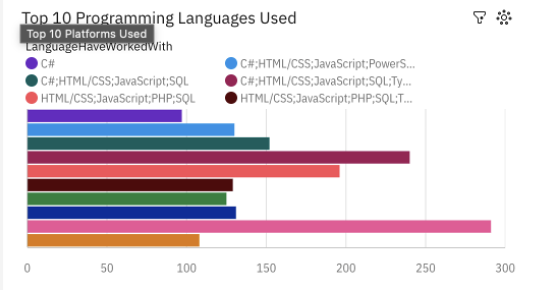 Top 10 Programming Languages Used
Top 10 Platforms Used
LanguageHaveWorkedWith
C# C#;HTML/CSS;JavaScript;PowerS...
C#;HTML/CSS;JavaScript;SQL C#;HTML/CSS;JavaScript;SQL;Ty...
HTML/CSS;JavaScript;PHP;SQL HTML/CSS;JavaScript;PHP;SQL;T...
0 50 100 150 200 250 300